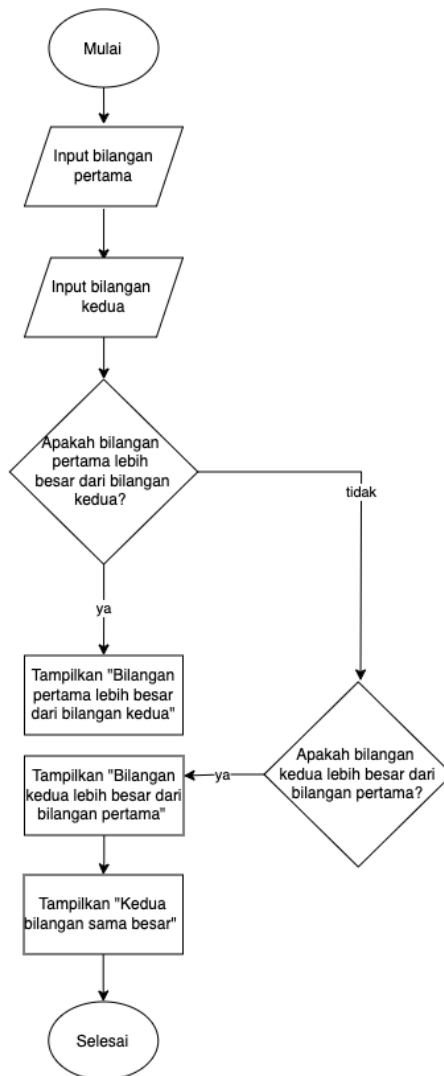 Mulai
Input bilangan
pertama
Input bilangan
kedua
Apakah bilangan
pertama lebih
besar dari bilangan
kedua?
tidak
ya
Tampilkan "Bilangan
pertama lebih besar
dari bilangan kedua"
Apakah bilangan
kedua lebih besar dari
bilangan pertama?
ya
Tampilkan "Bilangan
kedua lebih besar dari
bilangan pertama"
Tampilkan "Kedua
bilangan sama besar"
Selesai